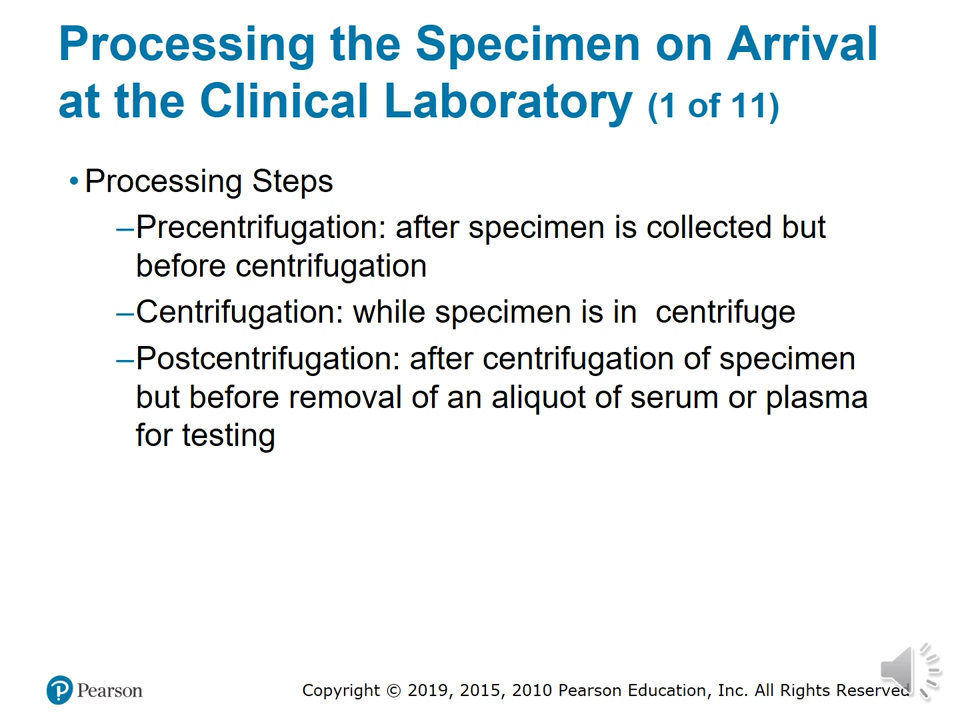 Processing the Specimen on Arrival
at the Clinical Laboratory (1 of 11)
• Processing Steps
–Precentrifugation: after specimen is collected but
before centrifugation
–Centrifugation: while specimen is in  centrifuge
–Postcentrifugation: after centrifugation of specimen
but before removal of an aliquot of serum or plasma
for testing
Pearson
Copyright © 2019, 2015, 2010 Pearson Education, Inc. All Rights Reserved